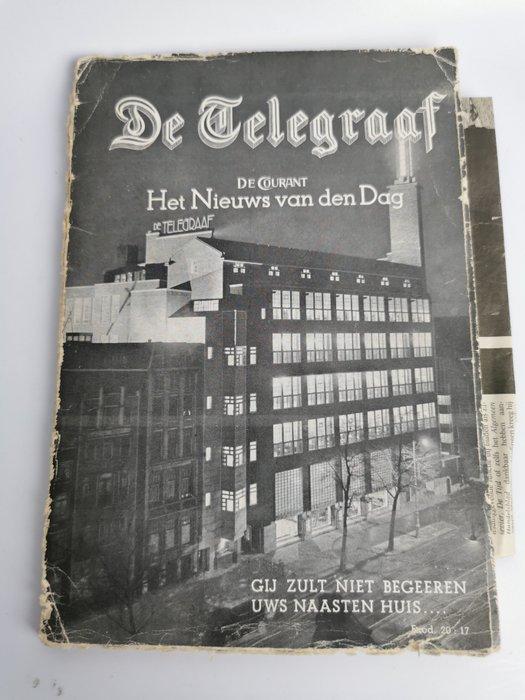 De Telegraaf
DE COURANT
Het Nieuws van den Dag
DE TELEGRAAF
GIJ ZULT NIET BEGEEREN
UWS NAASTEN HUIS....
Exod. 20:17